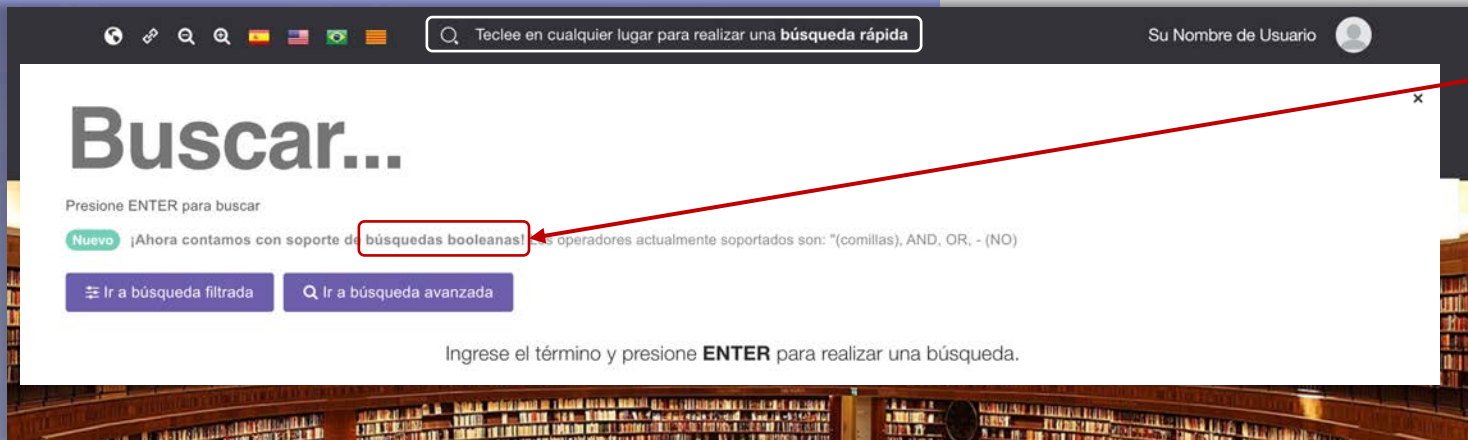 Teclee en cualquier lugar para realizar una búsqueda rápida
Su Nombre de Usuario
×
Buscar...
Presione ENTER para buscar
Nuevo ¡Ahora contamos con soporte de búsquedas booleanas! Los operadores actualmente soportados son: "(comillas), AND, OR, - (NO)
Ir a búsqueda filtrada
Ir a búsqueda avanzada
Ingrese el término y presione ENTER para realizar una búsqueda.